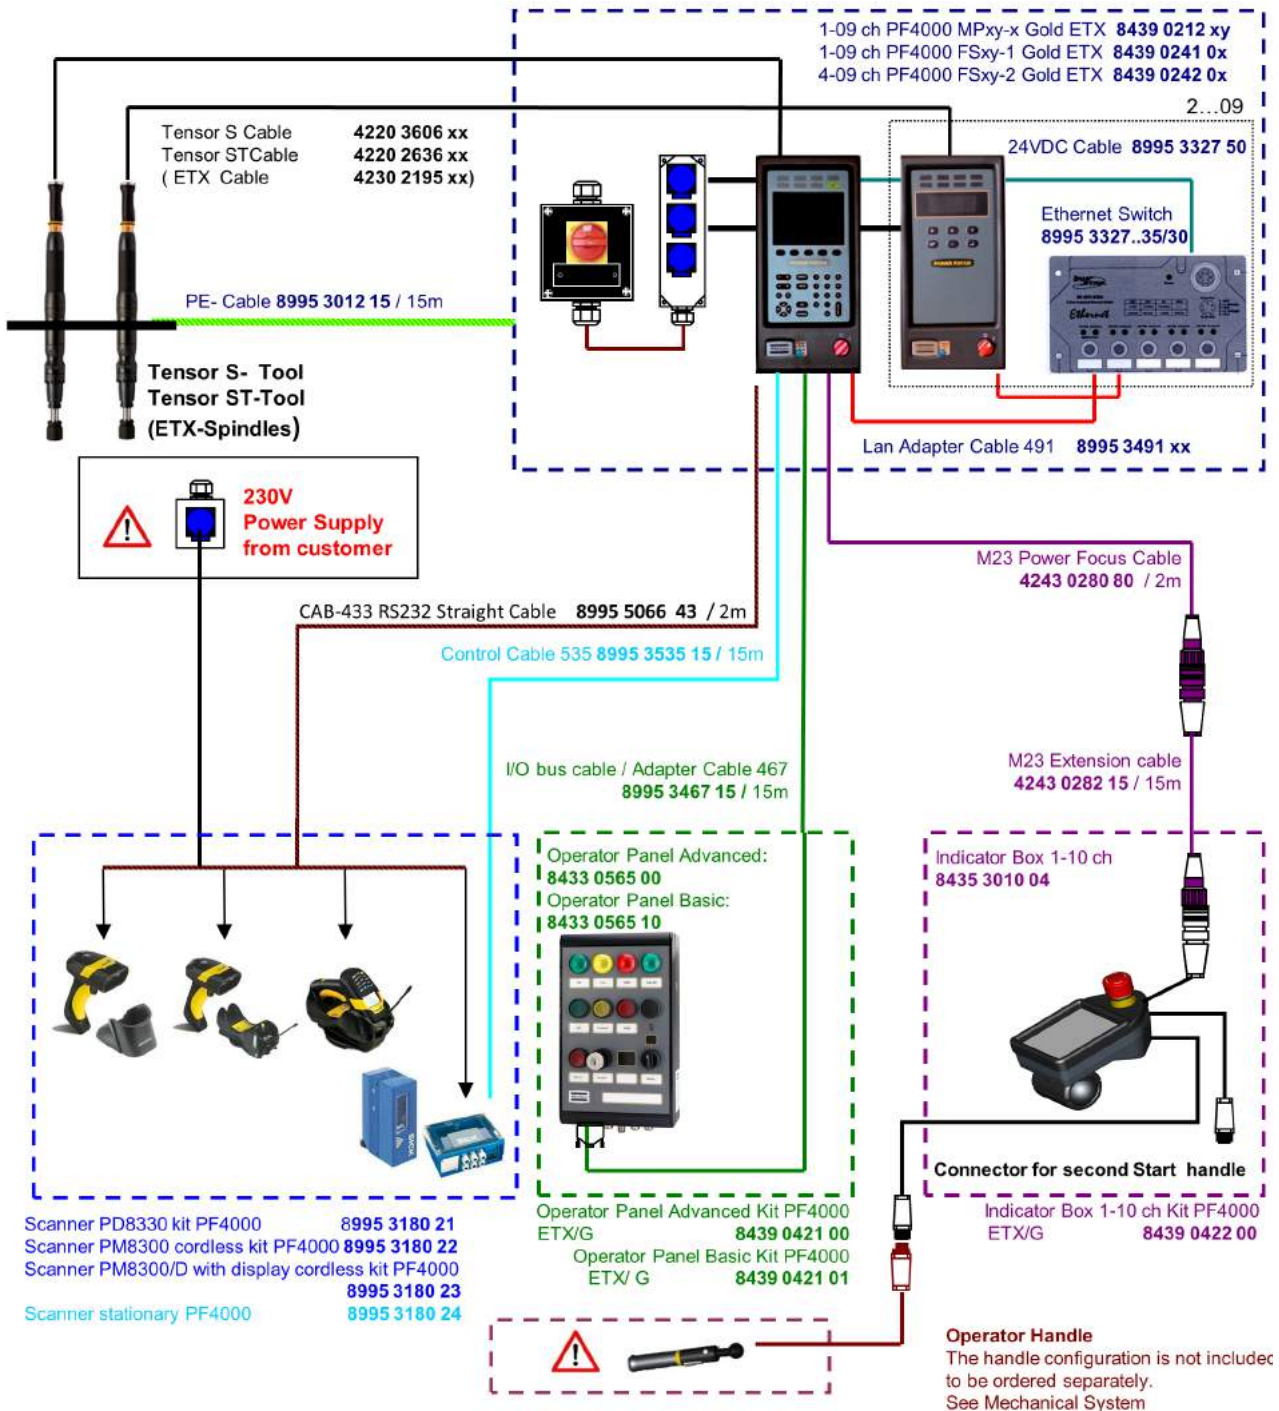 1-09 ch PF4000 MPxy-x Gold ETX 8439 0212 xy
1-09 ch PF4000 FSxy-1 Gold ETX 8439 0241 0x
4-09 ch PF4000 FSxy-2 Gold ETX 8439 0242 0x
2...09
Tensor S Cable 4220 3606 xx
Tensor STCable 4220 2636 xx
( ETX Cable 4230 2195 xx)
24VDC Cable 8995 3327 50
Ethernet Switch
8995 3327..35/30
POWER FOCUS
Ethernet
PE- Cable 8995 3012 15 / 15m
Tensor S- Tool
Tensor ST-Tool
(ETX-Spindles)
Lan Adapter Cable 491 8995 3491 xx
230V
Power Supply
from customer
M23 Power Focus Cable
4243 0280 80 / 2m
CAB-433 RS232 Straight Cable 8995 5066 43 / 2m
Control Cable 535 8995 3535 15 / 15m
I/O bus cable / Adapter Cable 467
8995 3467 15 / 15m
M23 Extension cable
4243 0282 15 / 15m
Operator Panel Advanced:
8433 0565 00
Operator Panel Basic:
8433 0565 10
Indicator Box 1-10 ch
8435 3010 04
SICK
Connector for second Start handle
Scanner PD8330 kit PF4000 8995 3180 21
Scanner PM8300 cordless kit PF4000 8995 3180 22
Scanner PM8300/D with display cordless kit PF4000
8995 3180 23
Scanner stationary PF4000 8995 3180 24
Operator Panel Advanced Kit PF4000
ETX/G 8439 0421 00
Operator Panel Basic Kit PF4000
ETX/ G 8439 0421 01
Indicator Box 1-10 ch Kit PF4000
ETX/G 8439 0422 00
Operator Handle
The handle configuration is not included
to be ordered separately.
See Mechanical System